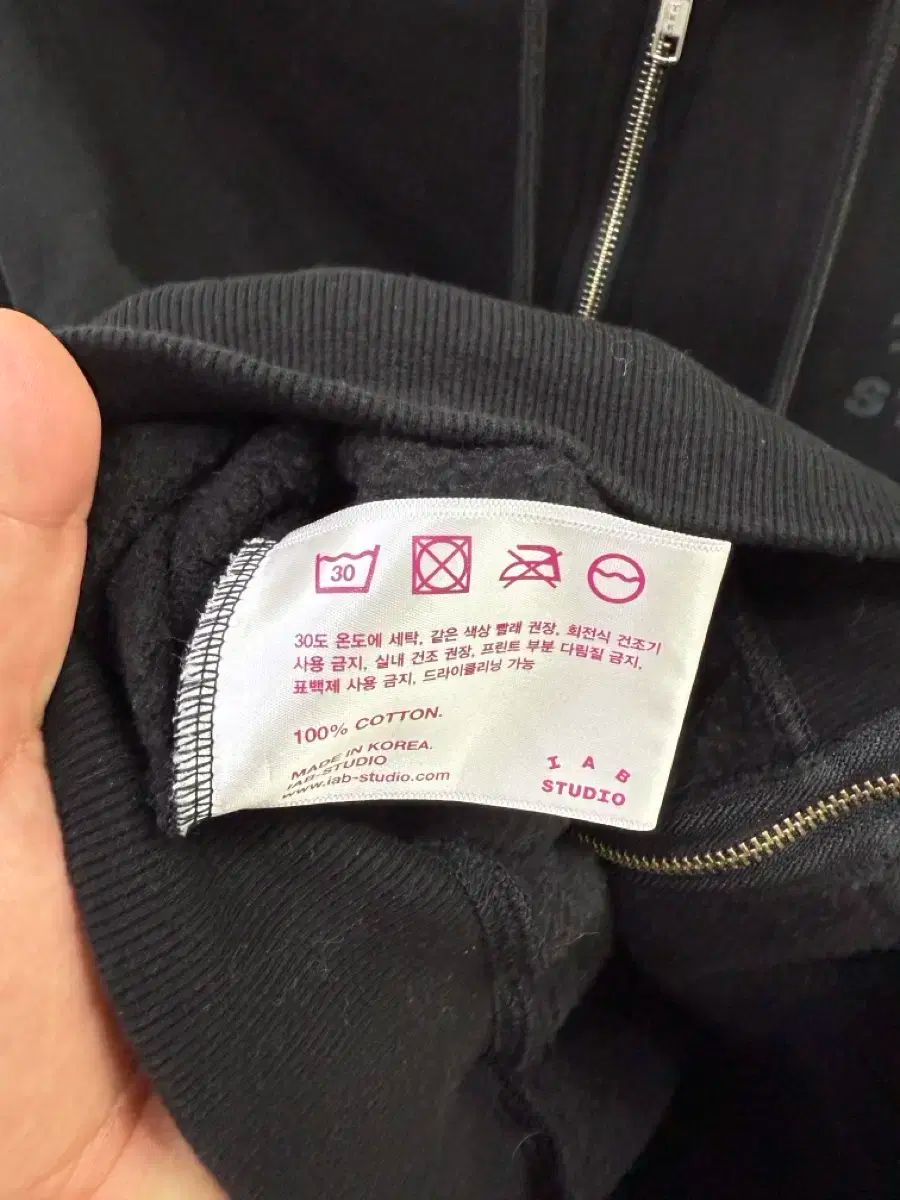 30
30도 온도에 세탁, 같은 색상 빨래 권장, 회전식 건조기
사용 금지, 실내 건조 권장, 프린트 부분 다림질 금지,
표백제 사용 금지, 드라이클리닝 가능
100% COTTON.
MADE IN KOREA.
IAB-STUDIO
www.iab-studio.com
I A B
STUDIO
S